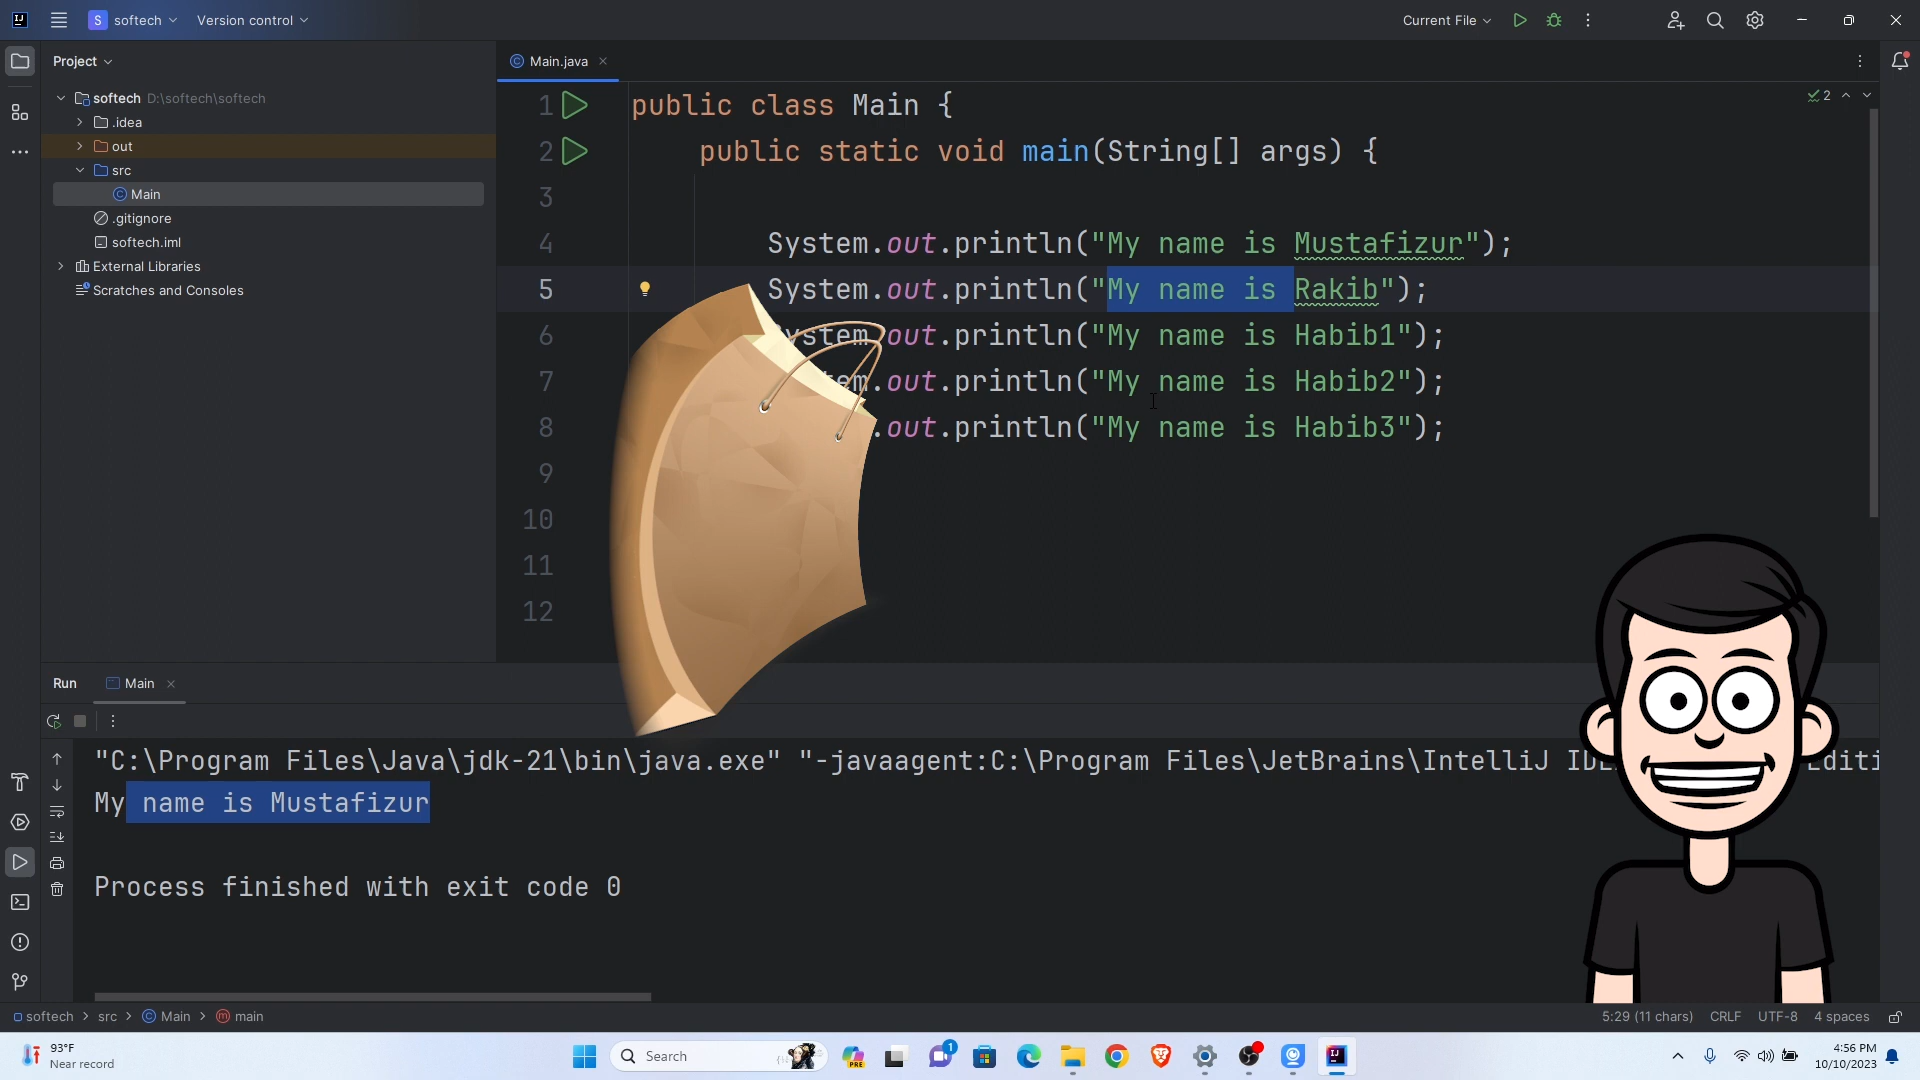 softech
Version control
Current File
Project
Main.java
softech D:\softech\softech
.idea
out
src
Main
.gitignore
softech.iml
External Libraries
Scratches and Consoles
2
1 public class Main {
2 public static void main(String[] args) {
3
4 System.out.println("My name is Mustafizur");
5 System.out.println("My name is Rakib");
6 ystem.out.println("My name is Habib1");
7 em.out.println("My name is Habib2");
8 .out.println("My name is Habib3");
9
10
11
12
Run Main
"C:\Program Files\Java\jdk-21\bin\java.exe" "-javaagent:C:\Program Files\JetBrains\IntelliJ
My name is Mustafizur
Process finished with exit code 0
softech > src > Main > main
5:29 (11 chars) CRLF UTF-8 4 spaces
93°F
Near record
Search
PRE
1
4:56 PM
10/10/2023